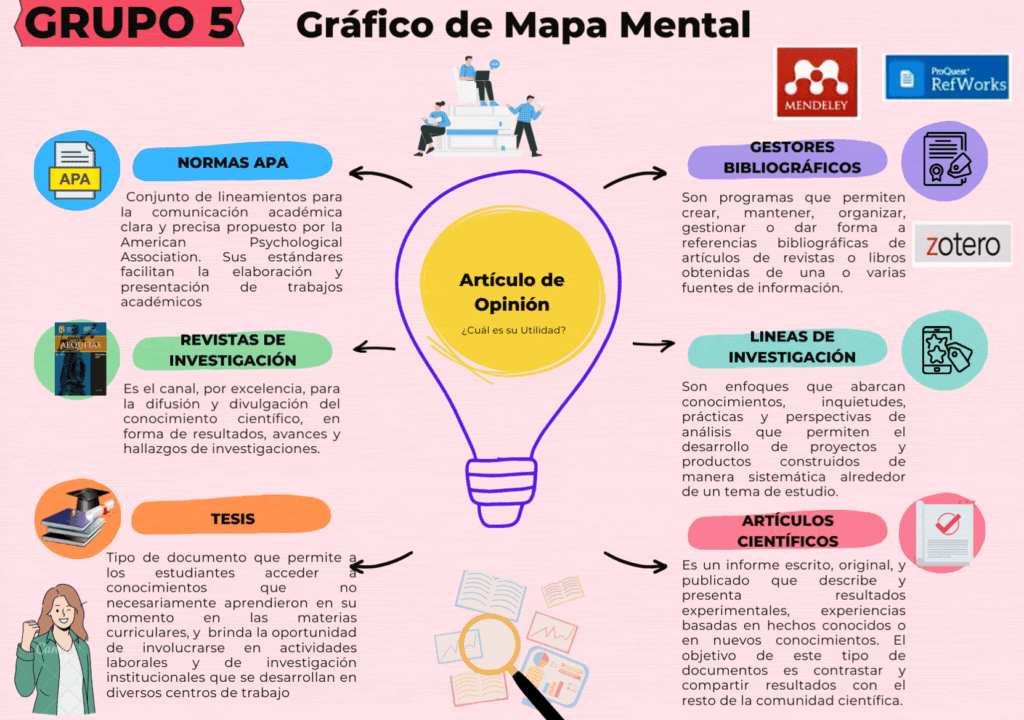 GRUPO 5
Gráfico de Mapa Mental
MENDELEY
ProQuest
RefWorks
APA
NORMAS APA
Conjunto de lineamientos para
la comunicación académica
clara y precisa propuesto por la
American Psychological
Association. Sus estándares
facilitan la elaboración y
presentación de trabajos
académicos
AEQUITAS
REVISTAS DE
INVESTIGACIÓN
Es el canal, por excelencia, para
la difusión y divulgación del
conocimiento científico, en
forma de resultados, avances y
hallazgos de investigaciones.
TESIS
Tipo de documento que permite a
los estudiantes acceder a
conocimientos que no
necesariamente aprendieron en su
momento en las materias
curriculares, y brinda la oportunidad
de involucrarse en actividades
laborales y de investigación
institucionales que se desarrollan en
diversos centros de trabajo
Artículo de
Opinión
¿Cuál es su Utilidad?
GESTORES
BIBLIOGRÁFICOS
Son programas que permiten
crear, mantener, organizar,
gestionar o dar forma a
referencias bibliográficas de
artículos de revistas o libros
obtenidas de una o varias
fuentes de información.
zotero
LINEAS DE
INVESTIGACIÓN
Son enfoques que abarcan
conocimientos, inquietudes,
prácticas y perspectivas de
análisis que permiten el
desarrollo de proyectos y
productos construidos de
manera sistemática alrededor
de un tema de estudio.
ARTÍCULOS
CIENTÍFICOS
Es un informe escrito, original, y
publicado que describe y
presenta resultados
experimentales, experiencias
basadas en hechos conocidos o
en nuevos conocimientos. El
objetivo de este tipo de
documentos es contrastar y
compartir resultados con el
resto de la comunidad científica.